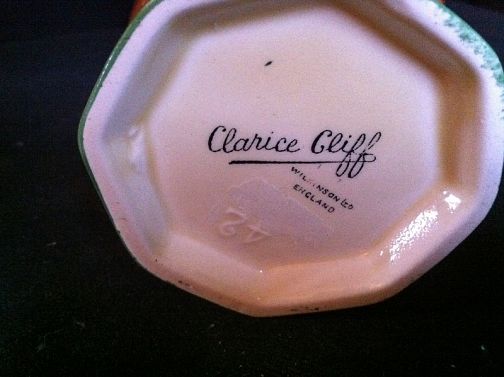 Clarice Cliff
WILKINSON LTD
ENGLAND
42